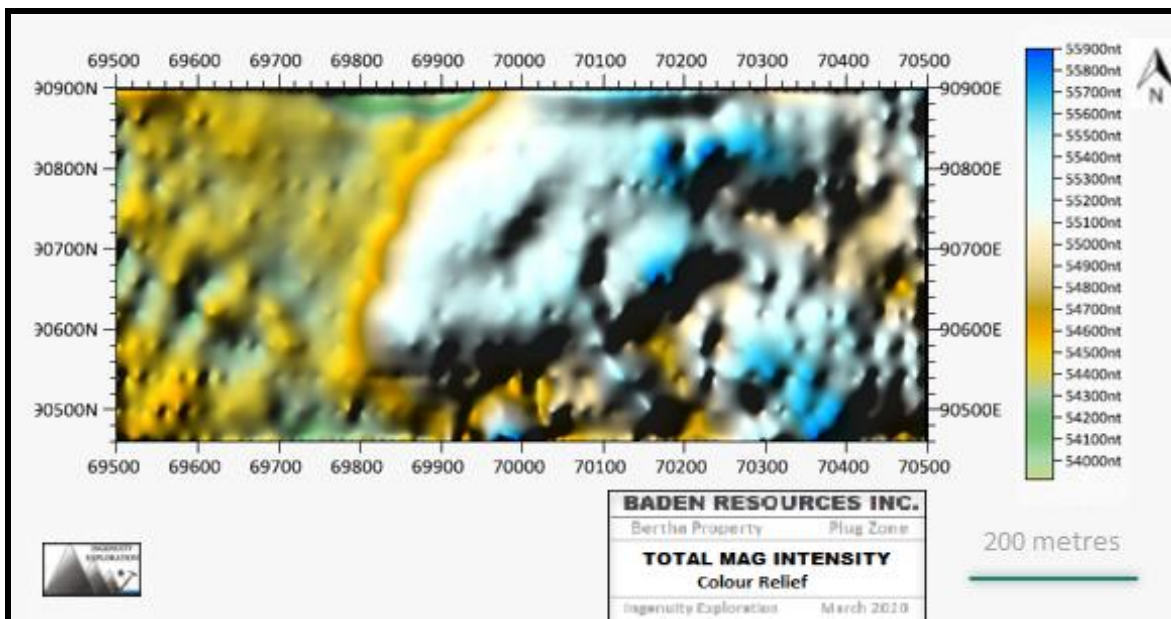 69500 69600 69700 69800 69900 70000 70100 70200 70300 70400 70500
90900N 90900E
90800N 90800E
90700N 90700E
90600N 90600E
90500N 90500E
69500 69600 69700 69800 69900 70000 70100 70200 70300 70400 70500
55900nt
55800nt
55700nt
55600nt
55500nt
55400nt
55300nt
55200nt
55100nt
55000nt
54900nt
54800nt
54700nt
54600nt
54500nt
54400nt
54300nt
54200nt
54100nt
54000nt
N
BADEN RESOURCES INC.
Bertha Property Plug Zone
TOTAL MAG INTENSITY
Colour Relief
Ingenuity Exploration March 2020
200 metres
INGENUITY
EXPLORATION